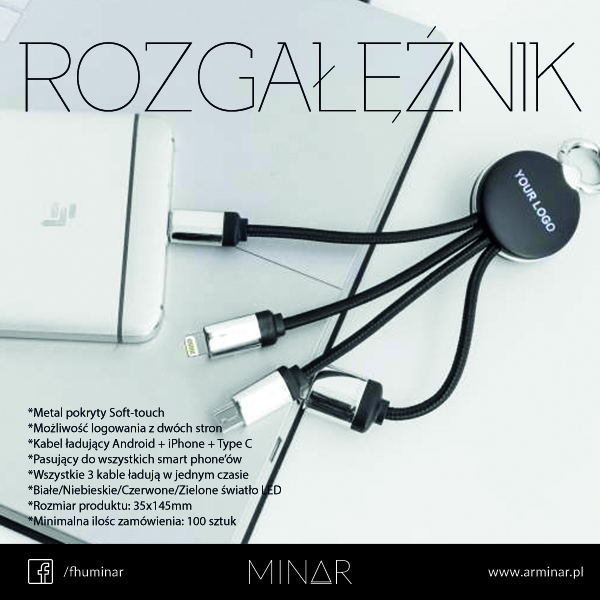 ROZGAŁĘŹNIK
YOUR LOGO
*Metal pokryty Soft-touch
*Możliwość logowania z dwóch stron
*Kabel ładujący Android + iPhone + Type C
*Pasujący do wszystkich smart phone'ów
*Wszystkie 3 kable ładują w jednym czasie
*Białe/Niebieskie/Czerwone/Zielone światło LED
*Rozmiar produktu: 35x145mm
*Minimalna ilośc zamówienia: 100 sztuk
/fhuminar
MINAR
www.arminar.pl